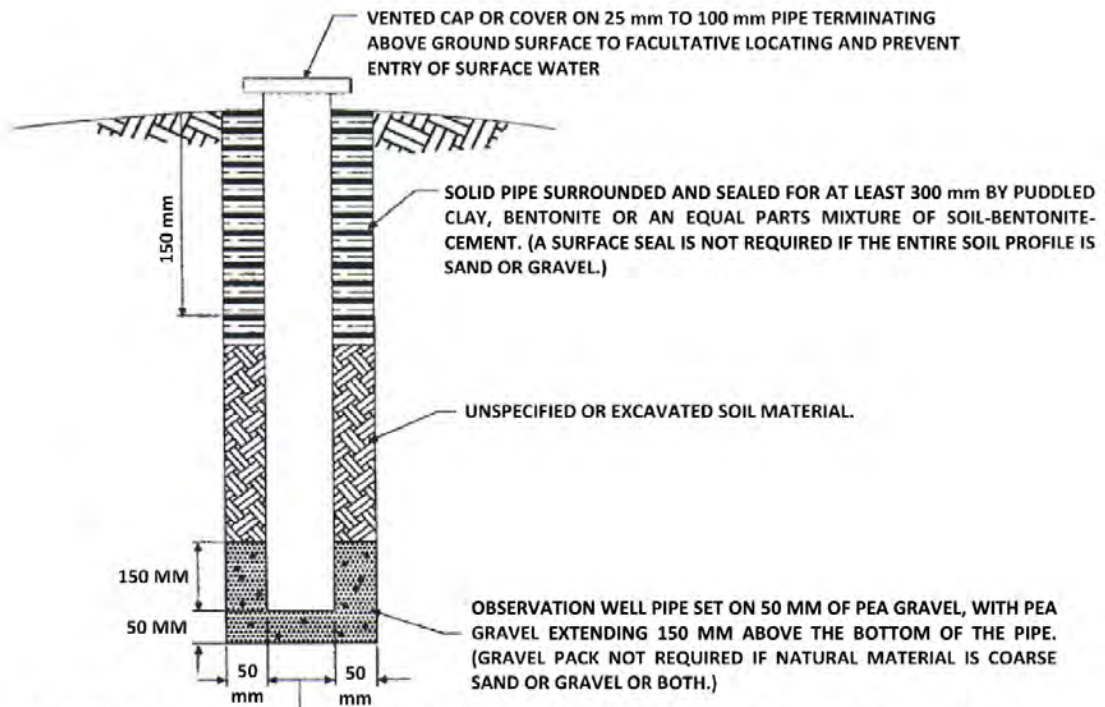 VENTED CAP OR COVER ON 25 mm TO 100 mm PIPE TERMINATING
ABOVE GROUND SURFACE TO FACULTATIVE LOCATING AND PREVENT
ENTRY OF SURFACE WATER
150 mm
SOLID PIPE SURROUNDED AND SEALED FOR AT LEAST 300 mm BY PUDDLED
CLAY, BENTONITE OR AN EQUAL PARTS MIXTURE OF SOIL-BENTONITE-
CEMENT. (A SURFACE SEAL IS NOT REQUIRED IF THE ENTIRE SOIL PROFILE IS
SAND OR GRAVEL.)
UNSPECIFIED OR EXCAVATED SOIL MATERIAL.
150 MM
50 MM
OBSERVATION WELL PIPE SET ON 50 MM OF PEA GRAVEL, WITH PEA
GRAVEL EXTENDING 150 MM ABOVE THE BOTTOM OF THE PIPE.
(GRAVEL PACK NOT REQUIRED IF NATURAL MATERIAL IS COARSE
SAND OR GRAVEL OR BOTH.)
50
mm
50
mm